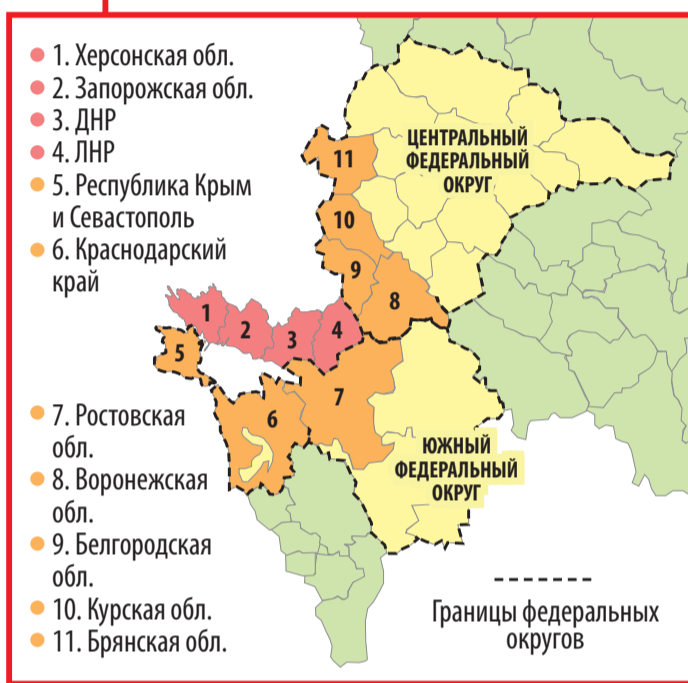 1. Херсонская обл.
2. Запорожская обл.
3. ДНР
4. ЛНР
5. Республика Крым
и Севастополь
6. Краснодарский
край
7. Ростовская
обл.
8. Воронежская
обл.
9. Белгородская
обл.
10. Курская обл.
11. Брянская обл.
ЦЕНТРАЛЬНЫЙ
ФЕДЕРАЛЬНЫЙ
ОКРУГ
11
10
9
8
1
2
3
4
5
6
7
ЮЖНЫЙ
ФЕДЕРАЛЬНЫЙ
ОКРУГ
Границы федеральных
округов